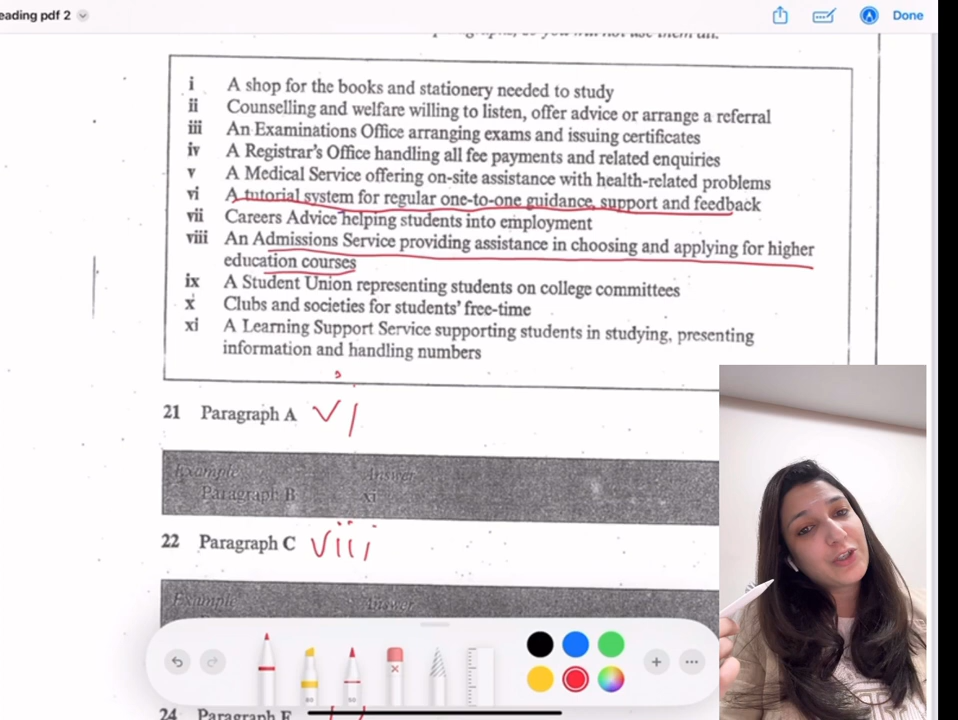 eading pdf 2
Done
i A shop for the books and stationery needed to study
ii Counselling and welfare willing to listen, offer advice or arrange a referral
iii An Examinations Office arranging exams and issuing certificates
iv A Registrar's Office handling all fee payments and related enquiries
v A Medical Service offering on-site assistance with health-related problems
vi A tutorial system for regular one-to-one guidance, support and feedback
vii Careers Advice helping students into employment
viii An Admissions Service providing assistance in choosing and applying for higher
education courses
ix A Student Union representing students on college committees
x Clubs and societies for students' free-time
xi A Learning Support Service supporting students in studying, presenting
information and handling numbers
21 Paragraph A vi
Example Answer
Paragraph B xi
22 Paragraph C viii
Example Answer
24 Paragraph E